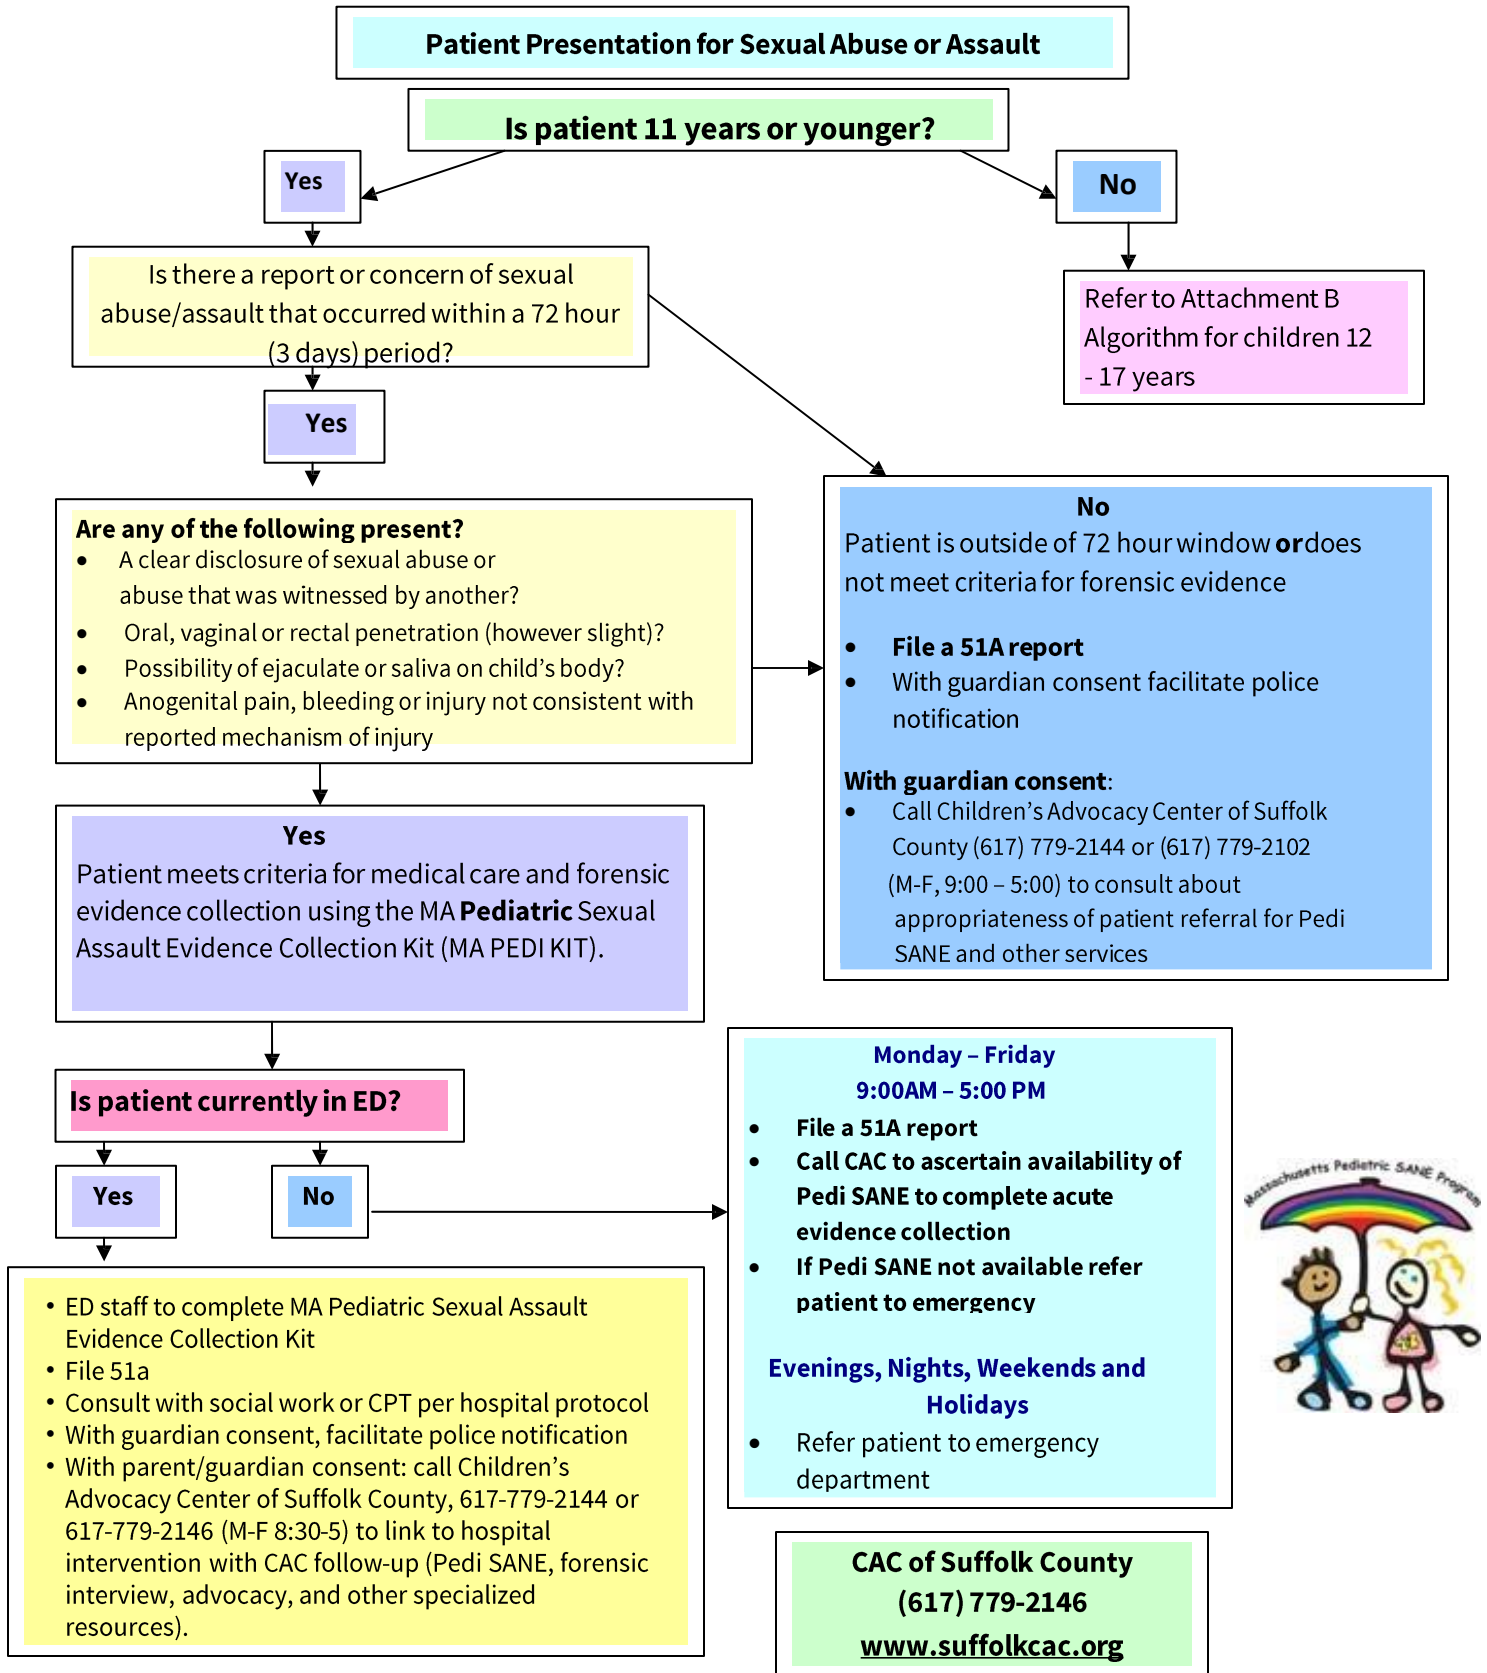 Patient Presentation for Sexual Abuse or Assault
Is patient 11 years or younger?
Yes
No
Is there a report or concern of sexual
abuse/assault that occurred within a 72 hour
(3 days) period?
Refer to Attachment B
Algorithm for children 12
- 17 years
Yes
Are any of the following present?
• A clear disclosure of sexual abuse or
abuse that was witnessed by another?
• Oral, vaginal or rectal penetration (however slight)?
• Possibility of ejaculate or saliva on child's body?
• Anogenital pain, bleeding or injury not consistent with
reported mechanism of injury
No
Patient is outside of 72 hour window or does
not meet criteria for forensic evidence
• File a 51A report
• With guardian consent facilitate police
notification
With guardian consent:
• Call Children's Advocacy Center of Suffolk
County (617) 779-2144 or (617) 779-2102
(M-F, 9:00 – 5:00) to consult about
appropriateness of patient referral for Pedi
SANE and other services
Yes
Patient meets criteria for medical care and forensic
evidence collection using the MA Pediatric Sexual
Assault Evidence Collection Kit (MA PEDI KIT).
Is patient currently in ED?
Yes
No
Monday – Friday
9:00AM – 5:00 PM
• File a 51A report
• Call CAC to ascertain availability of
Pedi SANE to complete acute
evidence collection
• If Pedi SANE not available refer
patient to emergency
Evenings, Nights, Weekends and
Holidays
• Refer patient to emergency
department
Massachusetts Pediatric SANE Program
• ED staff to complete MA Pediatric Sexual Assault
Evidence Collection Kit
• File 51a
• Consult with social work or CPT per hospital protocol
• With guardian consent, facilitate police notification
• With parent/guardian consent: call Children's
Advocacy Center of Suffolk County, 617-779-2144 or
617-779-2146 (M-F 8:30-5) to link to hospital
intervention with CAC follow-up (Pedi SANE, forensic
interview, advocacy, and other specialized
resources).
CAC of Suffolk County
(617) 779-2146
www.suffolkcac.org